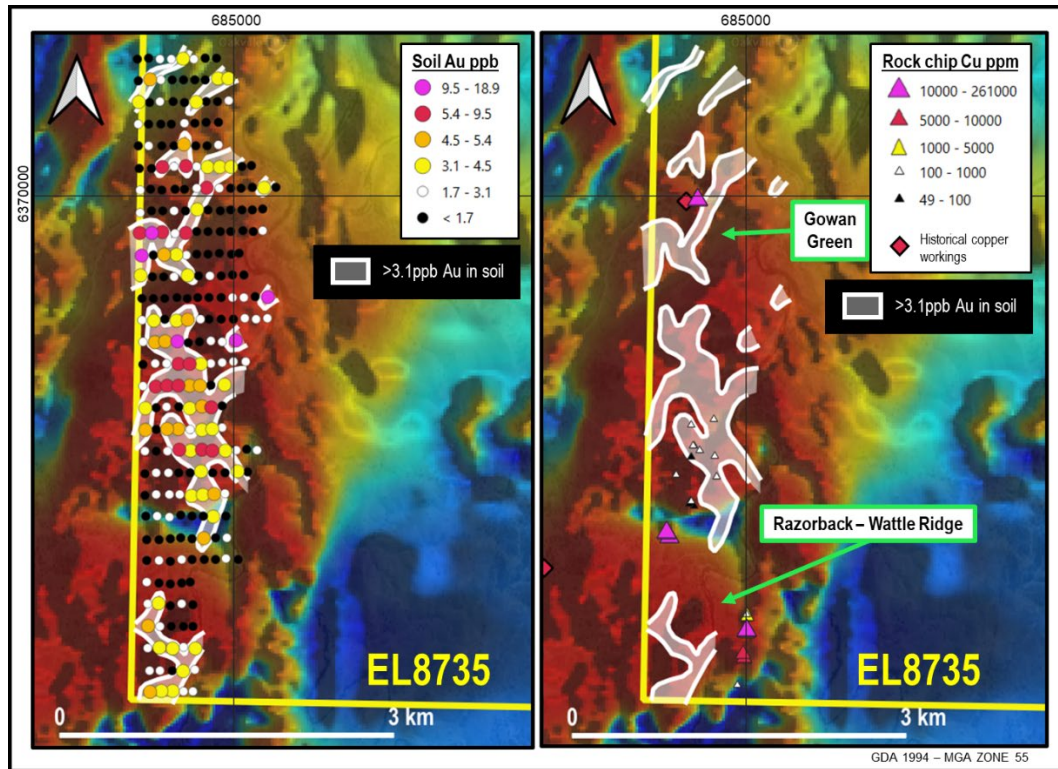 685000
685000
6370000
Soil Au ppb
9.5 - 18.9
5.4 - 9.5
4.5 - 5.4
3.1 - 4.5
1.7 - 3.1
< 1.7
>3.1ppb Au in soil
EL8735
0
3 km
Rock chip Cu ppm
10000 - 261000
5000 - 10000
1000 - 5000
100 - 1000
49 - 100
Historical copper
workings
>3.1ppb Au in soil
Gowan
Green
Razorback – Wattle Ridge
EL8735
0
3 km
GDA 1994 – MGA ZONE 55